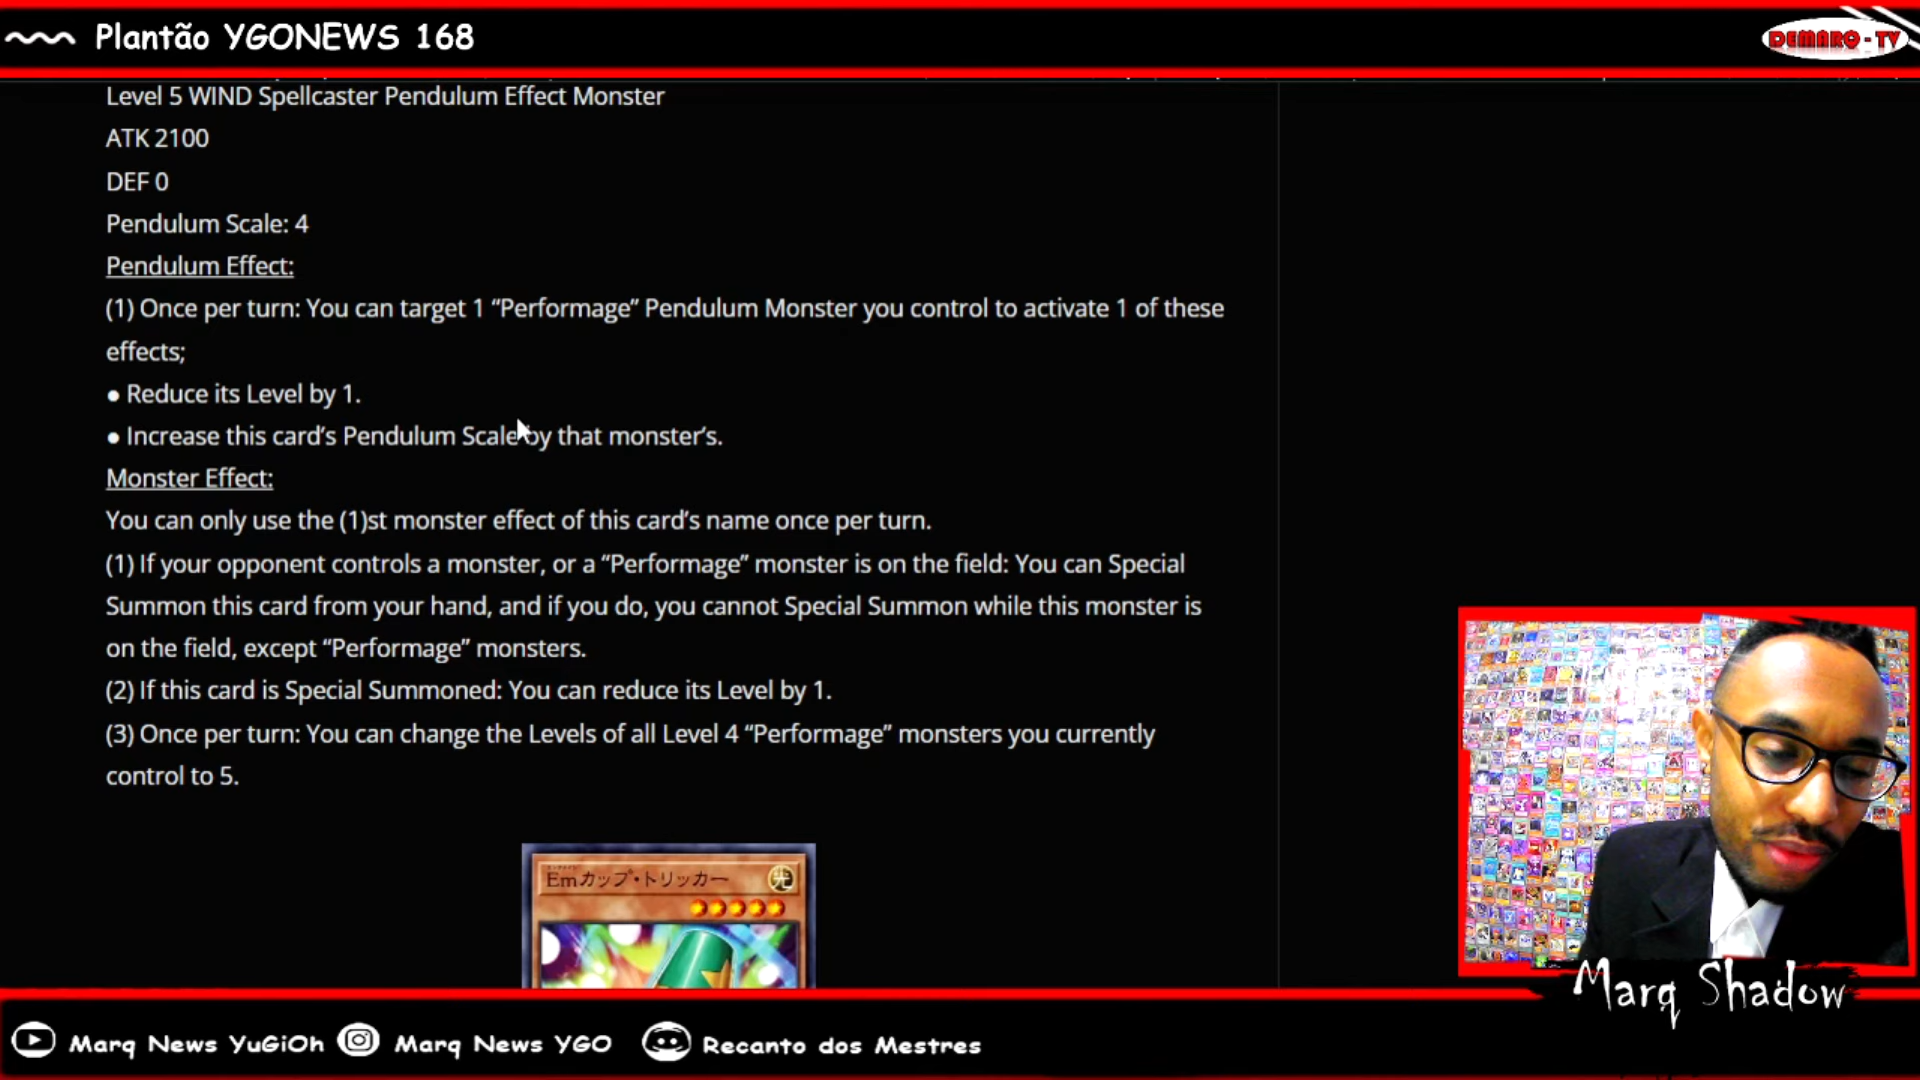 Plantão YGONEWS 168
DEMARQ-TV
Level 5 WIND Spellcaster Pendulum Effect Monster
ATK 2100
DEF 0
Pendulum Scale: 4
Pendulum Effect:
(1) Once per turn: You can target 1 “Performage” Pendulum Monster you control to activate 1 of these
effects;
● Reduce its Level by 1.
● Increase this card’s Pendulum Scale by that monster’s.
Monster Effect:
You can only use the (1)st monster effect of this card’s name once per turn.
(1) If your opponent controls a monster, or a “Performage” monster is on the field: You can Special
Summon this card from your hand, and if you do, you cannot Special Summon while this monster is
on the field, except “Performage” monsters.
(2) If this card is Special Summoned: You can reduce its Level by 1.
(3) Once per turn: You can change the Levels of all Level 4 “Performage” monsters you currently
control to 5.
Emカップ・トリッカー 光
Marq Shadow
Marq News YuGiOh Marq News YGO Recanto dos Mestres